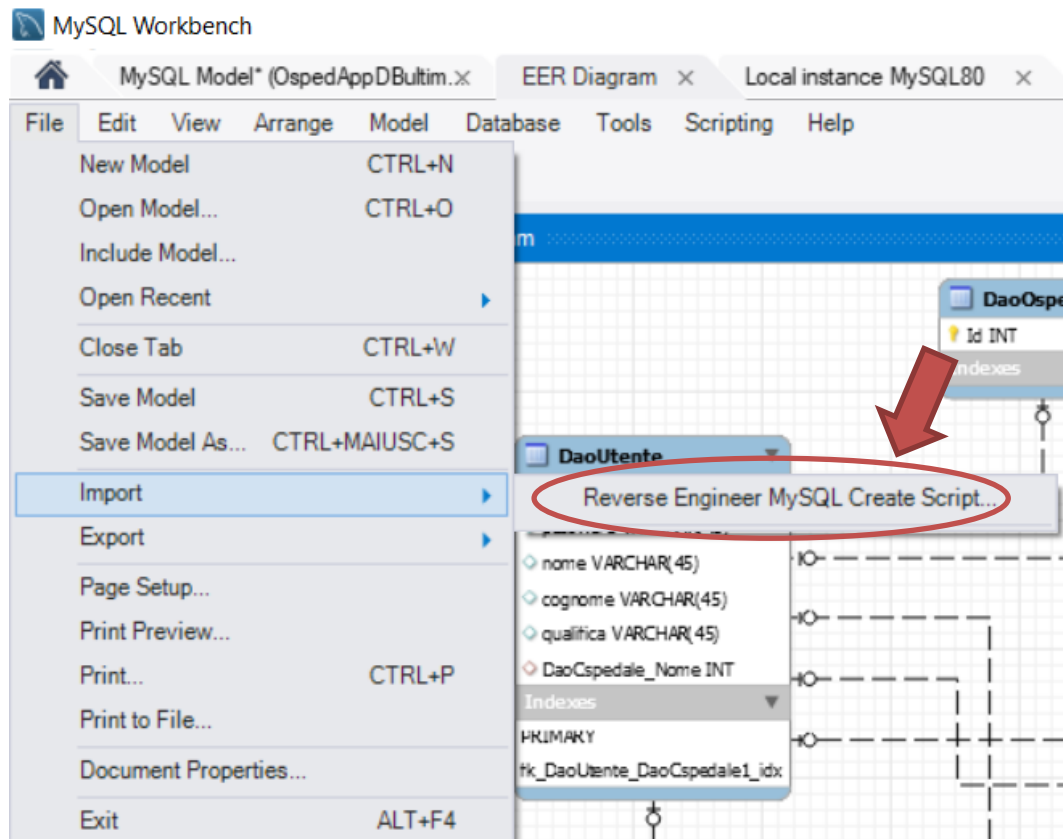 MySQL Workbench
MySQL Model* (OspedAppDBultim... EER Diagram Local instance MySQL80
File Edit View Arrange Model Database Tools Scripting Help
New Model CTRL+N
Open Model... CTRL+O
Include Model...
Open Recent
Close Tab CTRL+W
Save Model CTRL+S
Save Model As... CTRL+MAIUSC+S
Import
Export
Page Setup...
Print Preview...
Print... CTRL+P
Print to File...
Document Properties...
Exit ALT+F4
Reverse Engineer MySQL Create Script...
m
DaoOspe
Id INT
Indexes
DaoUtente
nome VARCHAR(45)
cognome VARCHAR(45)
qualifica VARCHAR(45)
DaoCspedale_Nome INT
Indexes
PRIMARY
fk_DaoUtente_DaoCspedale1_idx